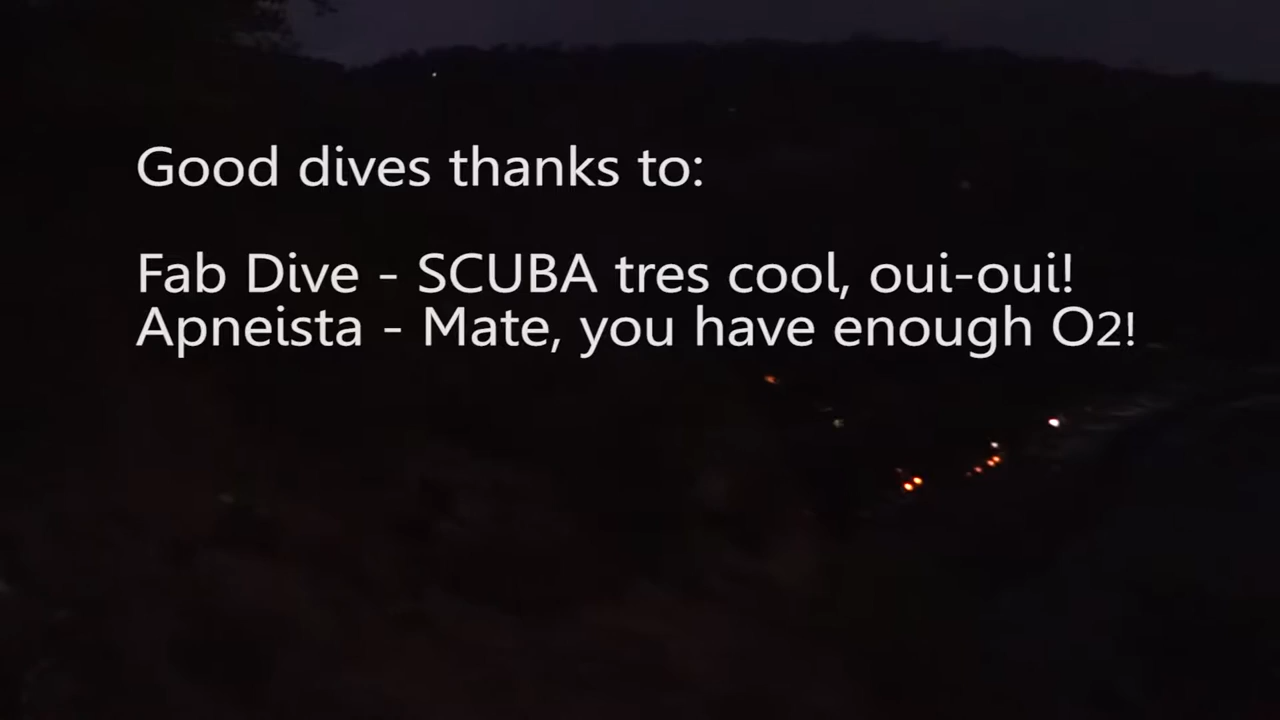 Good dives thanks to:
Fab Dive - SCUBA tres cool, oui-oui!
Apneista - Mate, you have enough O2!